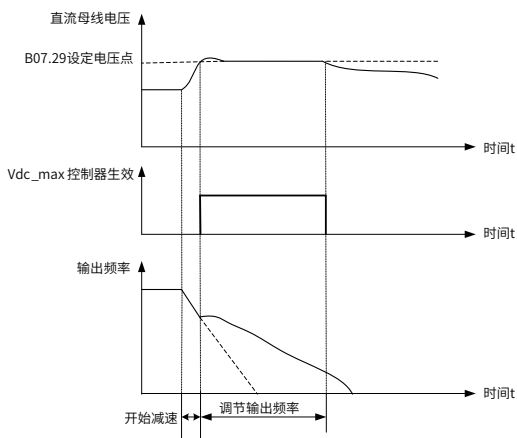 直流母线电压
B07.29设定电压点
时间t
Vdc_max 控制器生效
时间t
输出频率
时间t
开始减速
调节输出频率